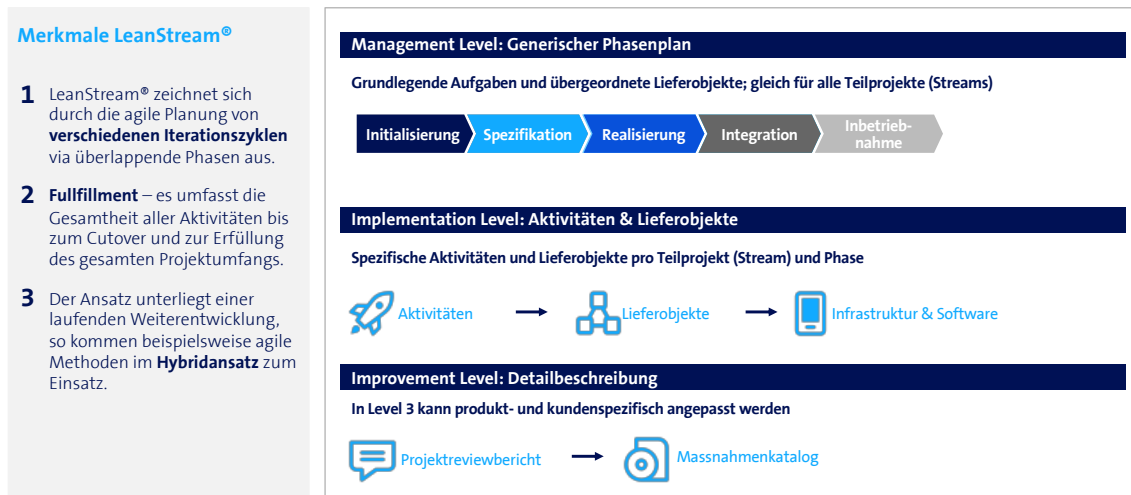 Merkmale LeanStream®
1 LeanStream® zeichnet sich
durch die agile Planung von
verschiedenen Iterationszyklen
via überlappende Phasen aus.
2 Fullfillment – es umfasst die
Gesamtheit aller Aktivitäten bis
zum Cutover und zur Erfüllung
des gesamten Projektumfangs.
3 Der Ansatz unterliegt einer
laufenden Weiterentwicklung,
so kommen beispielsweise agile
Methoden im Hybridansatz zum
Einsatz.
Management Level: Generischer Phasenplan
Grundlegende Aufgaben und übergeordnete Lieferobjekte; gleich für alle Teilprojekte (Streams)
Initialisierung Spezifikation Realisierung Integration Inbetrieb-
nahme
Implementation Level: Aktivitäten & Lieferobjekte
Spezifische Aktivitäten und Lieferobjekte pro Teilprojekt (Stream) und Phase
Aktivitäten Lieferobjekte Infrastruktur & Software
Improvement Level: Detailbeschreibung
In Level 3 kann produkt- und kundenspezifisch angepasst werden
Projektreviewbericht Massnahmenkatalog